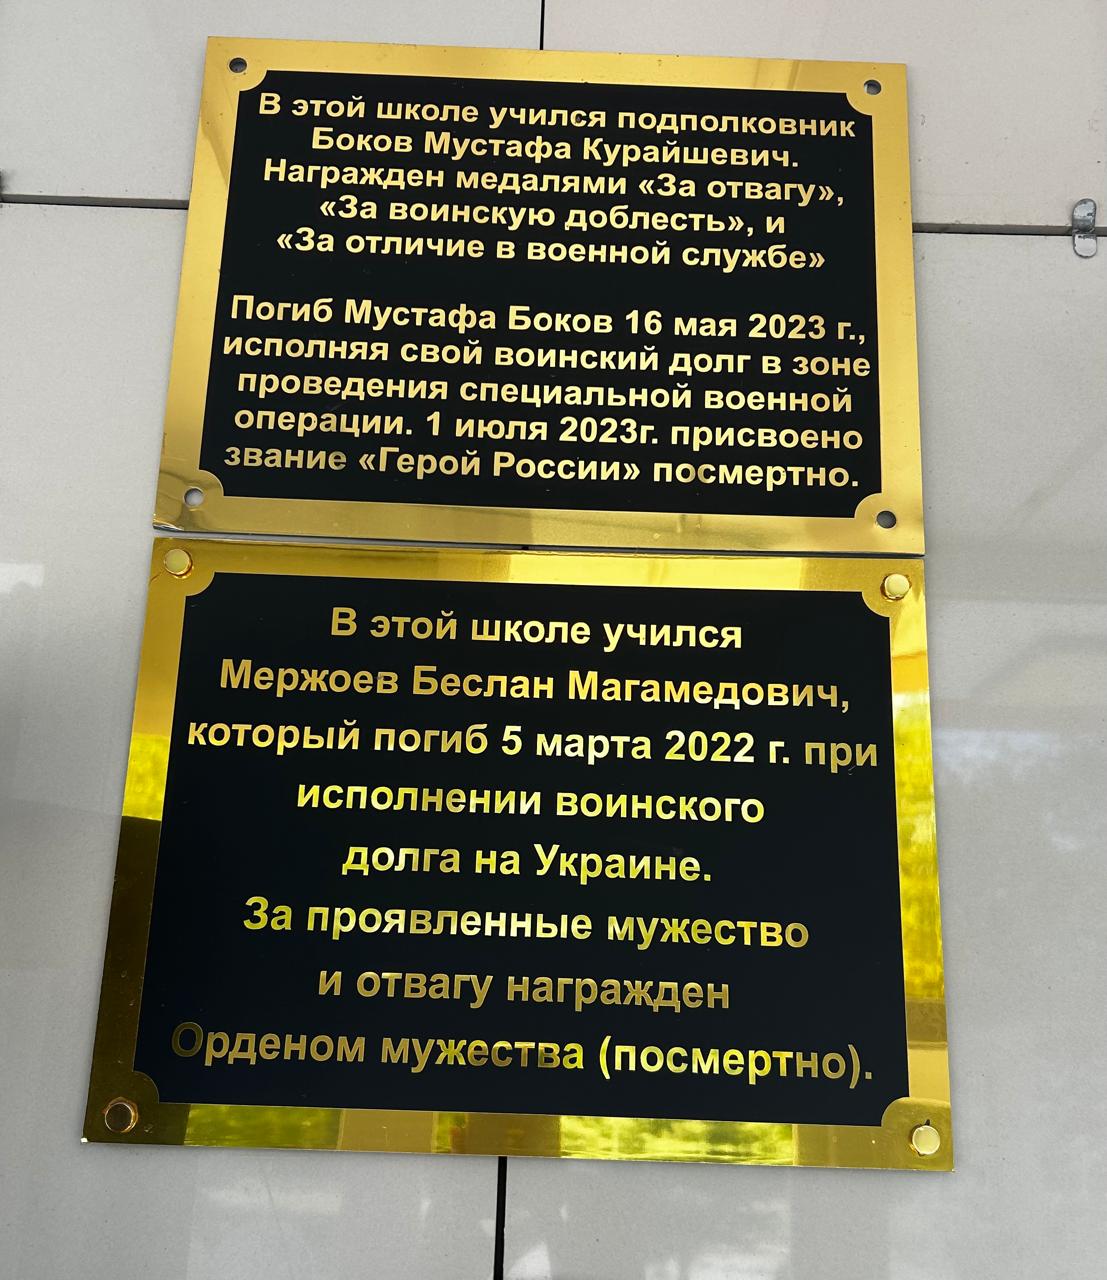 В этой школе учился подполковник
Боков Мустафа Курайшевич.
Награжден медалями «За отвагу»,
«За воинскую доблесть», и
«За отличие в военной службе»
Погиб Мустафа Боков 16 мая 2023 г.,
исполняя свой воинский долг в зоне
проведения специальной военной
операции. 1 июля 2023г. присвоено
звание «Герой России» посмертно.
В этой школе учился
Мержоев Беслан Магамедович,
который погиб 5 марта 2022 г. при
исполнении воинского
долга на Украине.
За проявленные мужество
и отвагу награжден
Орденом мужества (посмертно).